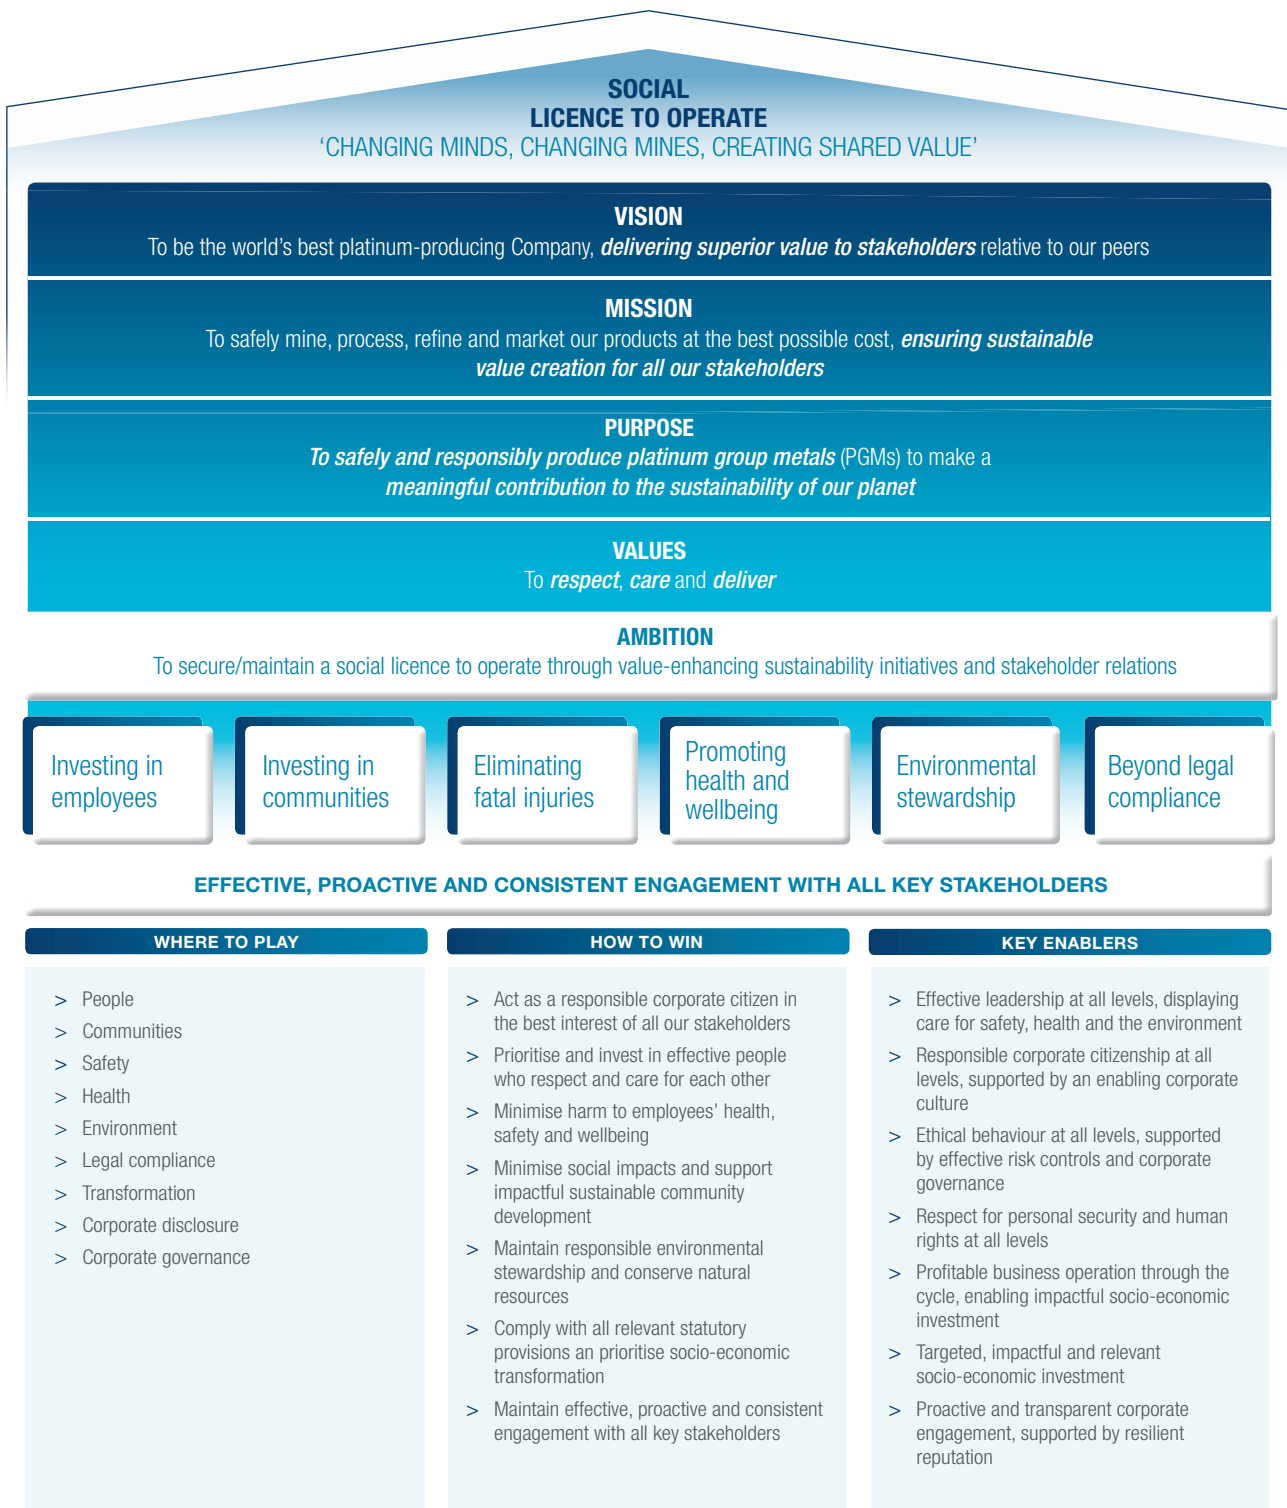 SOCIAL
LICENCE TO OPERATE
‘CHANGING MINDS, CHANGING MINES, CREATING SHARED VALUE’
VISION
To be the world’s best platinum-producing Company, delivering superior value to stakeholders relative to our peers
MISSION
To safely mine, process, refine and market our products at the best possible cost, ensuring sustainable
value creation for all our stakeholders
PURPOSE
To safely and responsibly produce platinum group metals (PGMs) to make a
meaningful contribution to the sustainability of our planet
VALUES
To respect, care and deliver
AMBITION
To secure/maintain a social licence to operate through value-enhancing sustainability initiatives and stakeholder relations
Investing in
employees
Investing in
communities
Eliminating
fatal injuries
Promoting
health and
wellbeing
Environmental
stewardship
Beyond legal
compliance
EFFECTIVE, PROACTIVE AND CONSISTENT ENGAGEMENT WITH ALL KEY STAKEHOLDERS
WHERE TO PLAY
> People
> Communities
> Safety
> Health
> Environment
> Legal compliance
> Transformation
> Corporate disclosure
> Corporate governance
HOW TO WIN
> Act as a responsible corporate citizen in
the best interest of all our stakeholders
> Prioritise and invest in effective people
who respect and care for each other
> Minimise harm to employees’ health,
safety and wellbeing
> Minimise social impacts and support
impactful sustainable community
development
> Maintain responsible environmental
stewardship and conserve natural
resources
> Comply with all relevant statutory
provisions an prioritise socio-economic
transformation
> Maintain effective, proactive and consistent
engagement with all key stakeholders
KEY ENABLERS
> Effective leadership at all levels, displaying
care for safety, health and the environment
> Responsible corporate citizenship at all
levels, supported by an enabling corporate
culture
> Ethical behaviour at all levels, supported
by effective risk controls and corporate
governance
> Respect for personal security and human
rights at all levels
> Profitable business operation through the
cycle, enabling impactful socio-economic
investment
> Targeted, impactful and relevant
socio-economic investment
> Proactive and transparent corporate
engagement, supported by resilient
reputation